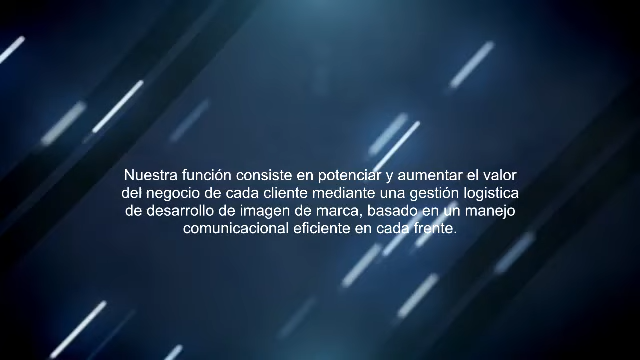 Nuestra función consiste en potenciar y aumentar el valor
del negocio de cada cliente mediante una gestión logistica
de desarrollo de imagen de marca, basado en un manejo
comunicacional eficiente en cada frente.